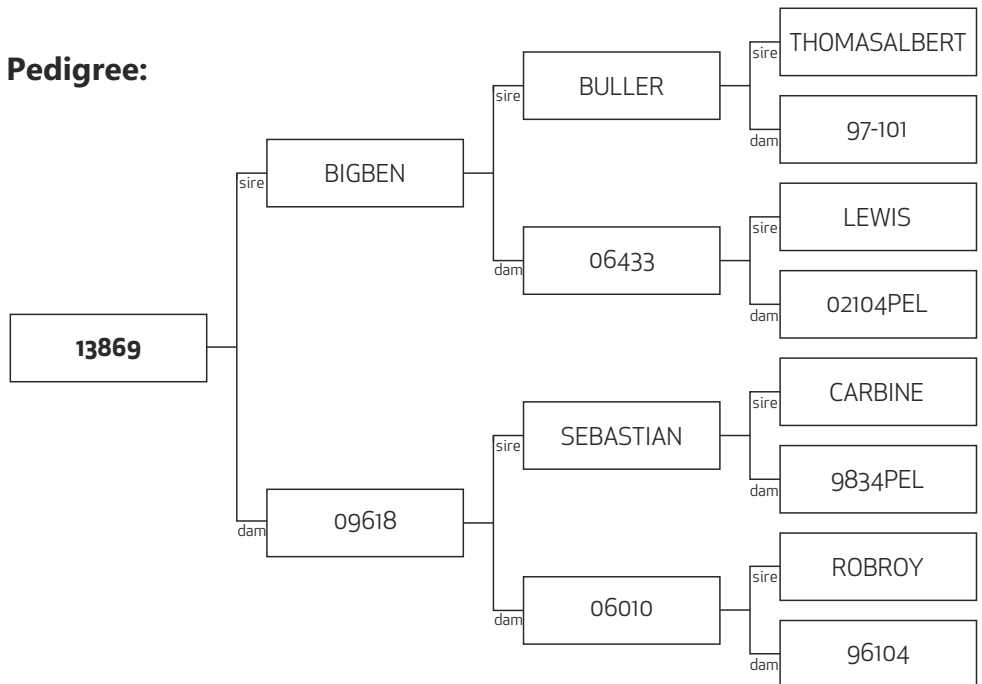 Pedigree:
13869
sire
BIGBEN
dam
09618
sire
BULLER
dam
06433
sire
SEBASTIAN
dam
06010
sire
THOMASALBERT
dam
97-101
sire
LEWIS
dam
02104PEL
sire
CARBINE
dam
9834PEL
sire
ROBROY
dam
96104